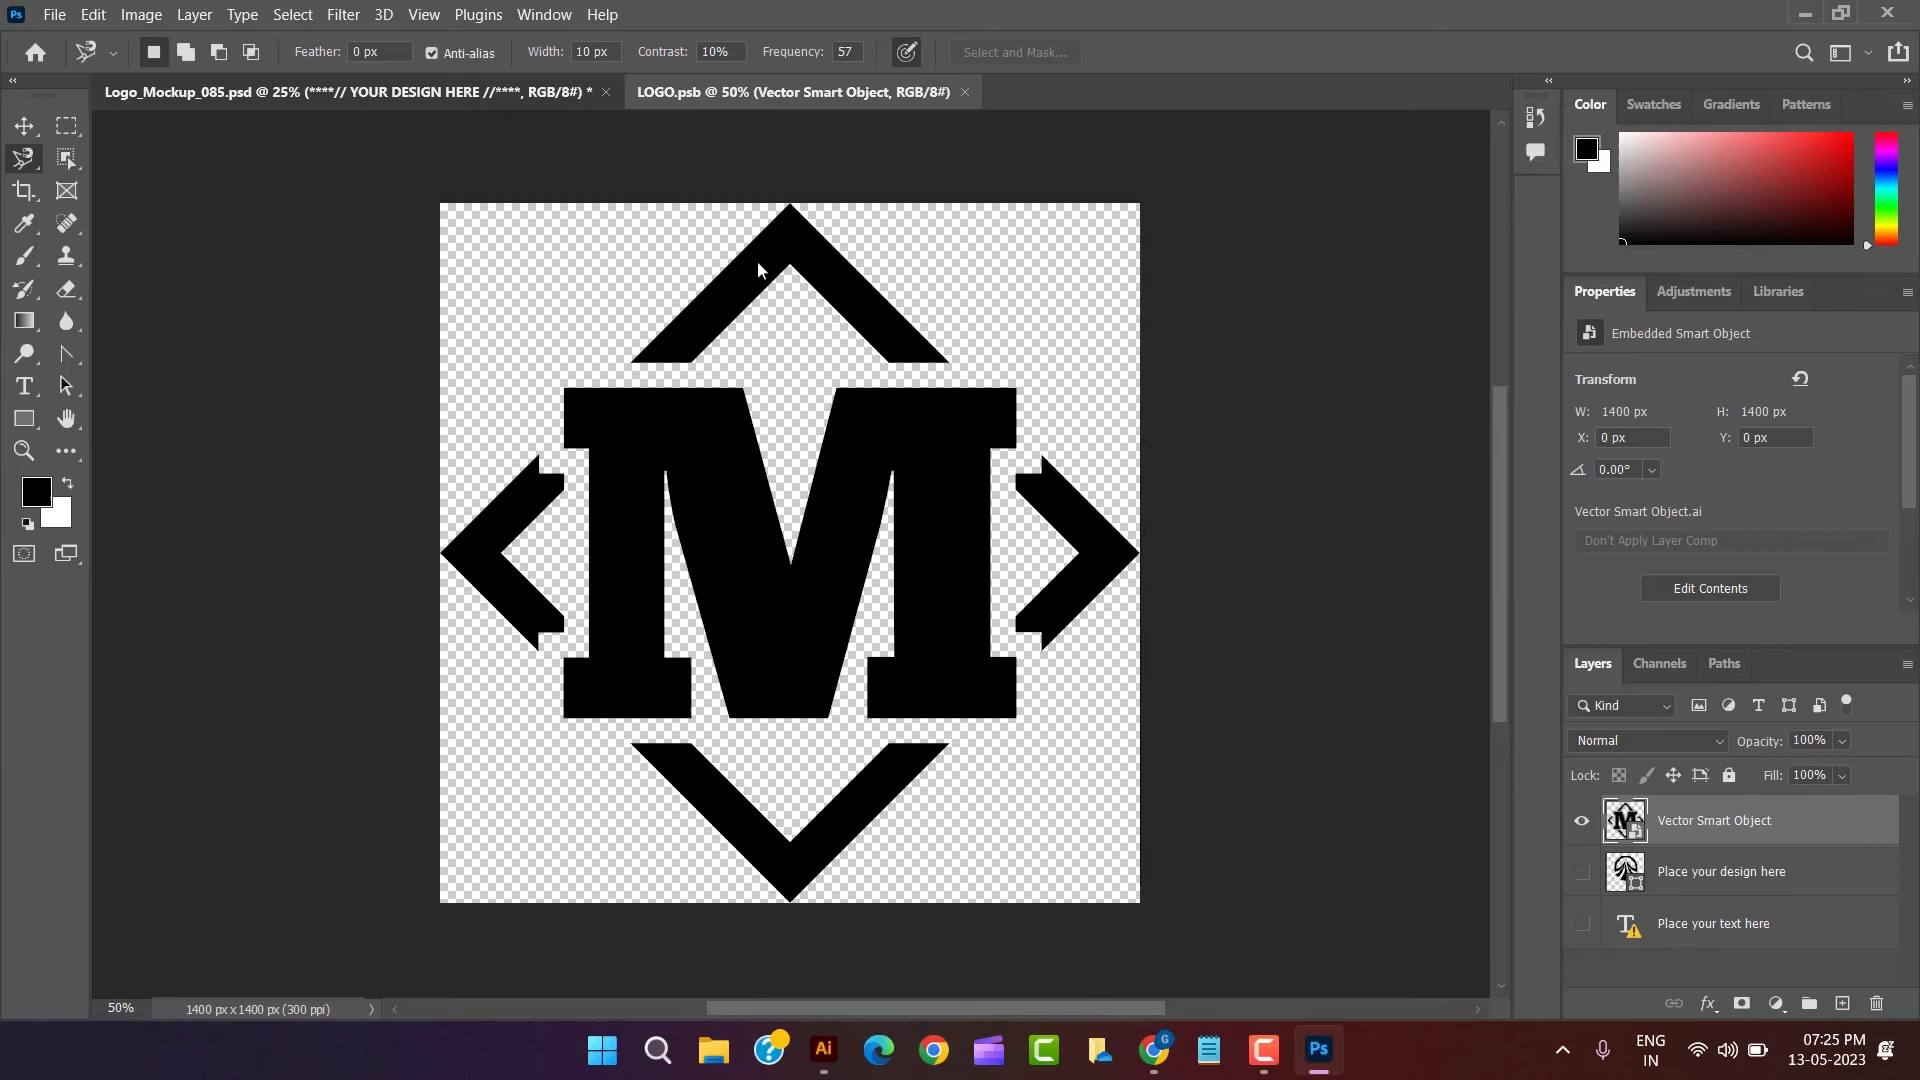 Ps File Edit Image Layer Type Select Filter 3D View Plugins Window Help
Feather: 0 px Anti-alias Width: 10 px Contrast: 10% Frequency: 57 Select and Mask...
Logo_Mockup_085.psd @ 25% (****// YOUR DESIGN HERE //****, RGB/8#) * LOGO.psb @ 50% (Vector Smart Object, RGB/8#)
Color Swatches Gradients Patterns
M
Properties Adjustments Libraries
Embedded Smart Object
Transform
W: 1400 px H: 1400 px
X: 0 px Y: 0 px
0.00°
Vector Smart Object.ai
Don't Apply Layer Comp
Edit Contents
Layers Channels Paths
Kind
Normal Opacity: 100%
Lock: Fill: 100%
Vector Smart Object
Place your design here
Place your text here
50% 1400 px x 1400 px (300 ppi)
Ai G Ps
ENG
IN
07:25 PM
13-05-2023